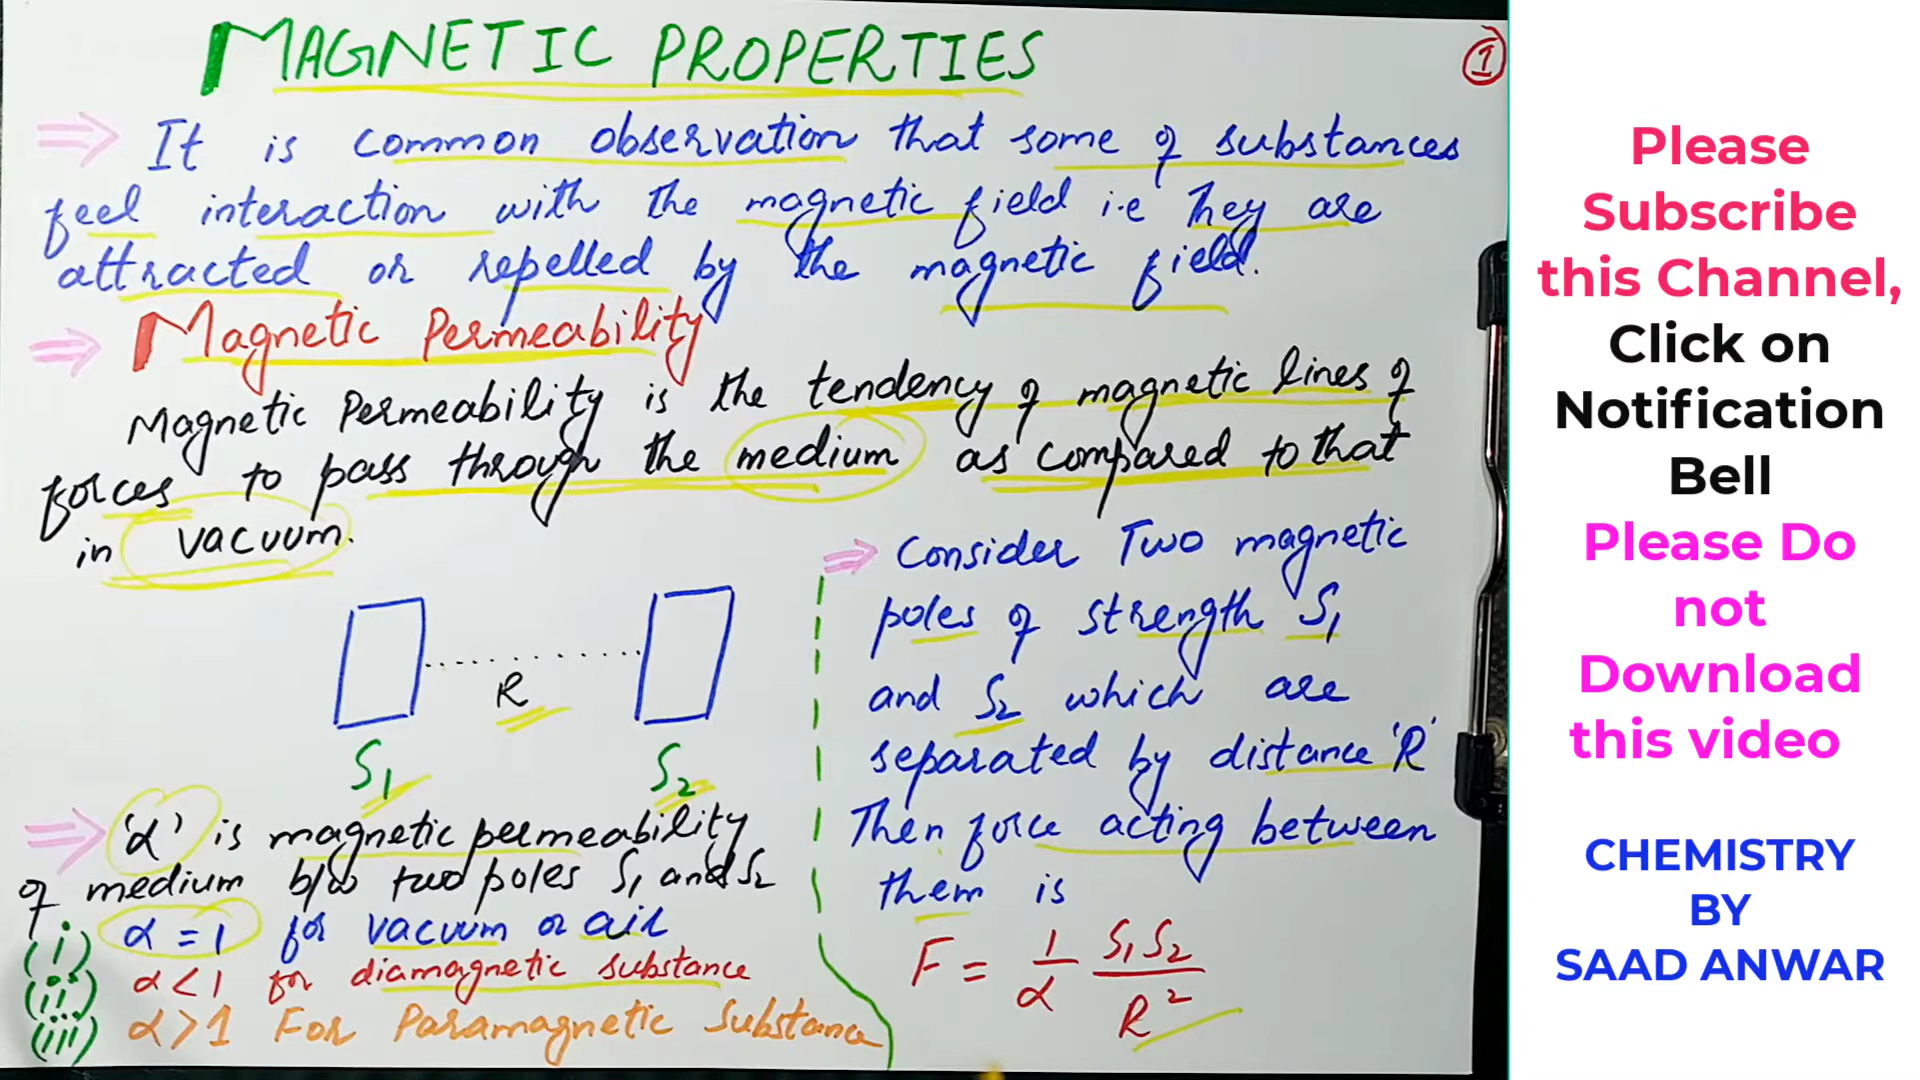 MAGNETIC PROPERTIES
1
⇒ It is common observation that some of substances
feel interaction with the magnetic field i.e They are
attracted or repelled by the magnetic field.
⇒ Magnetic Permeability
Magnetic Permeability is the tendency of magnetic lines of
forces to pass through the medium as compared to that
in vacuum.
R
S₁ S₂
⇒ 'α' is magnetic permeability
of medium b/w two poles S₁ and S₂
(i) α = 1 for vacuum or air
(ii) α < 1 for diamagnetic substance
(iii) α > 1 For Paramagnetic Substance
⇒ Consider Two magnetic
poles of strength S₁
and S₂ which are
separated by distance 'R'
Then force acting between
them is
F = 1/α S₁S₂/R²
Please
Subscribe
this Channel,
Click on
Notification
Bell
Please Do
not
Download
this video
CHEMISTRY
BY
SAAD ANWAR